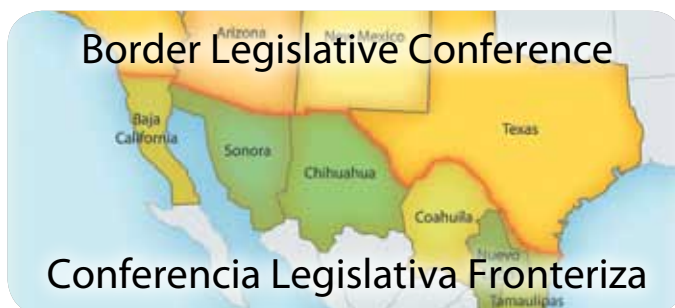 Arizona
New Mexico
Border Legislative Conference
Baja
California
Texas
Sonora
Chihuahua
Coahuila
Nuevo
Conferencia Legislativa Fronteriza
Tamaulipas